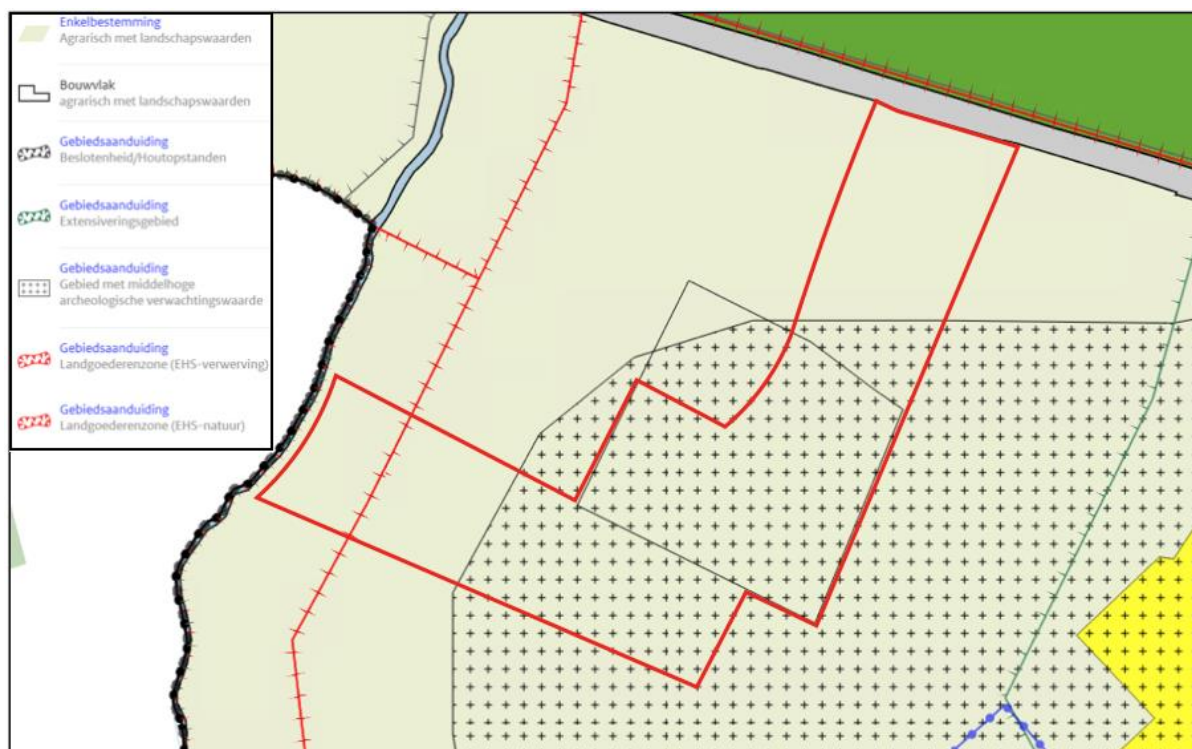 Enkelbestemming
Agrarisch met landschapswaarden
Bouwvlak
agrarisch met landschapswaarden
Gebiedsaanduiding
Beslotenheid/Houtopstanden
Gebiedsaanduiding
Extensiveringsgebied
Gebiedsaanduiding
Gebied met middelhoge
archeologische verwachtingswaarde
Gebiedsaanduiding
Landgoederenzone (EHS-verwerving)
Gebiedsaanduiding
Landgoederenzone (EHS-natuur)